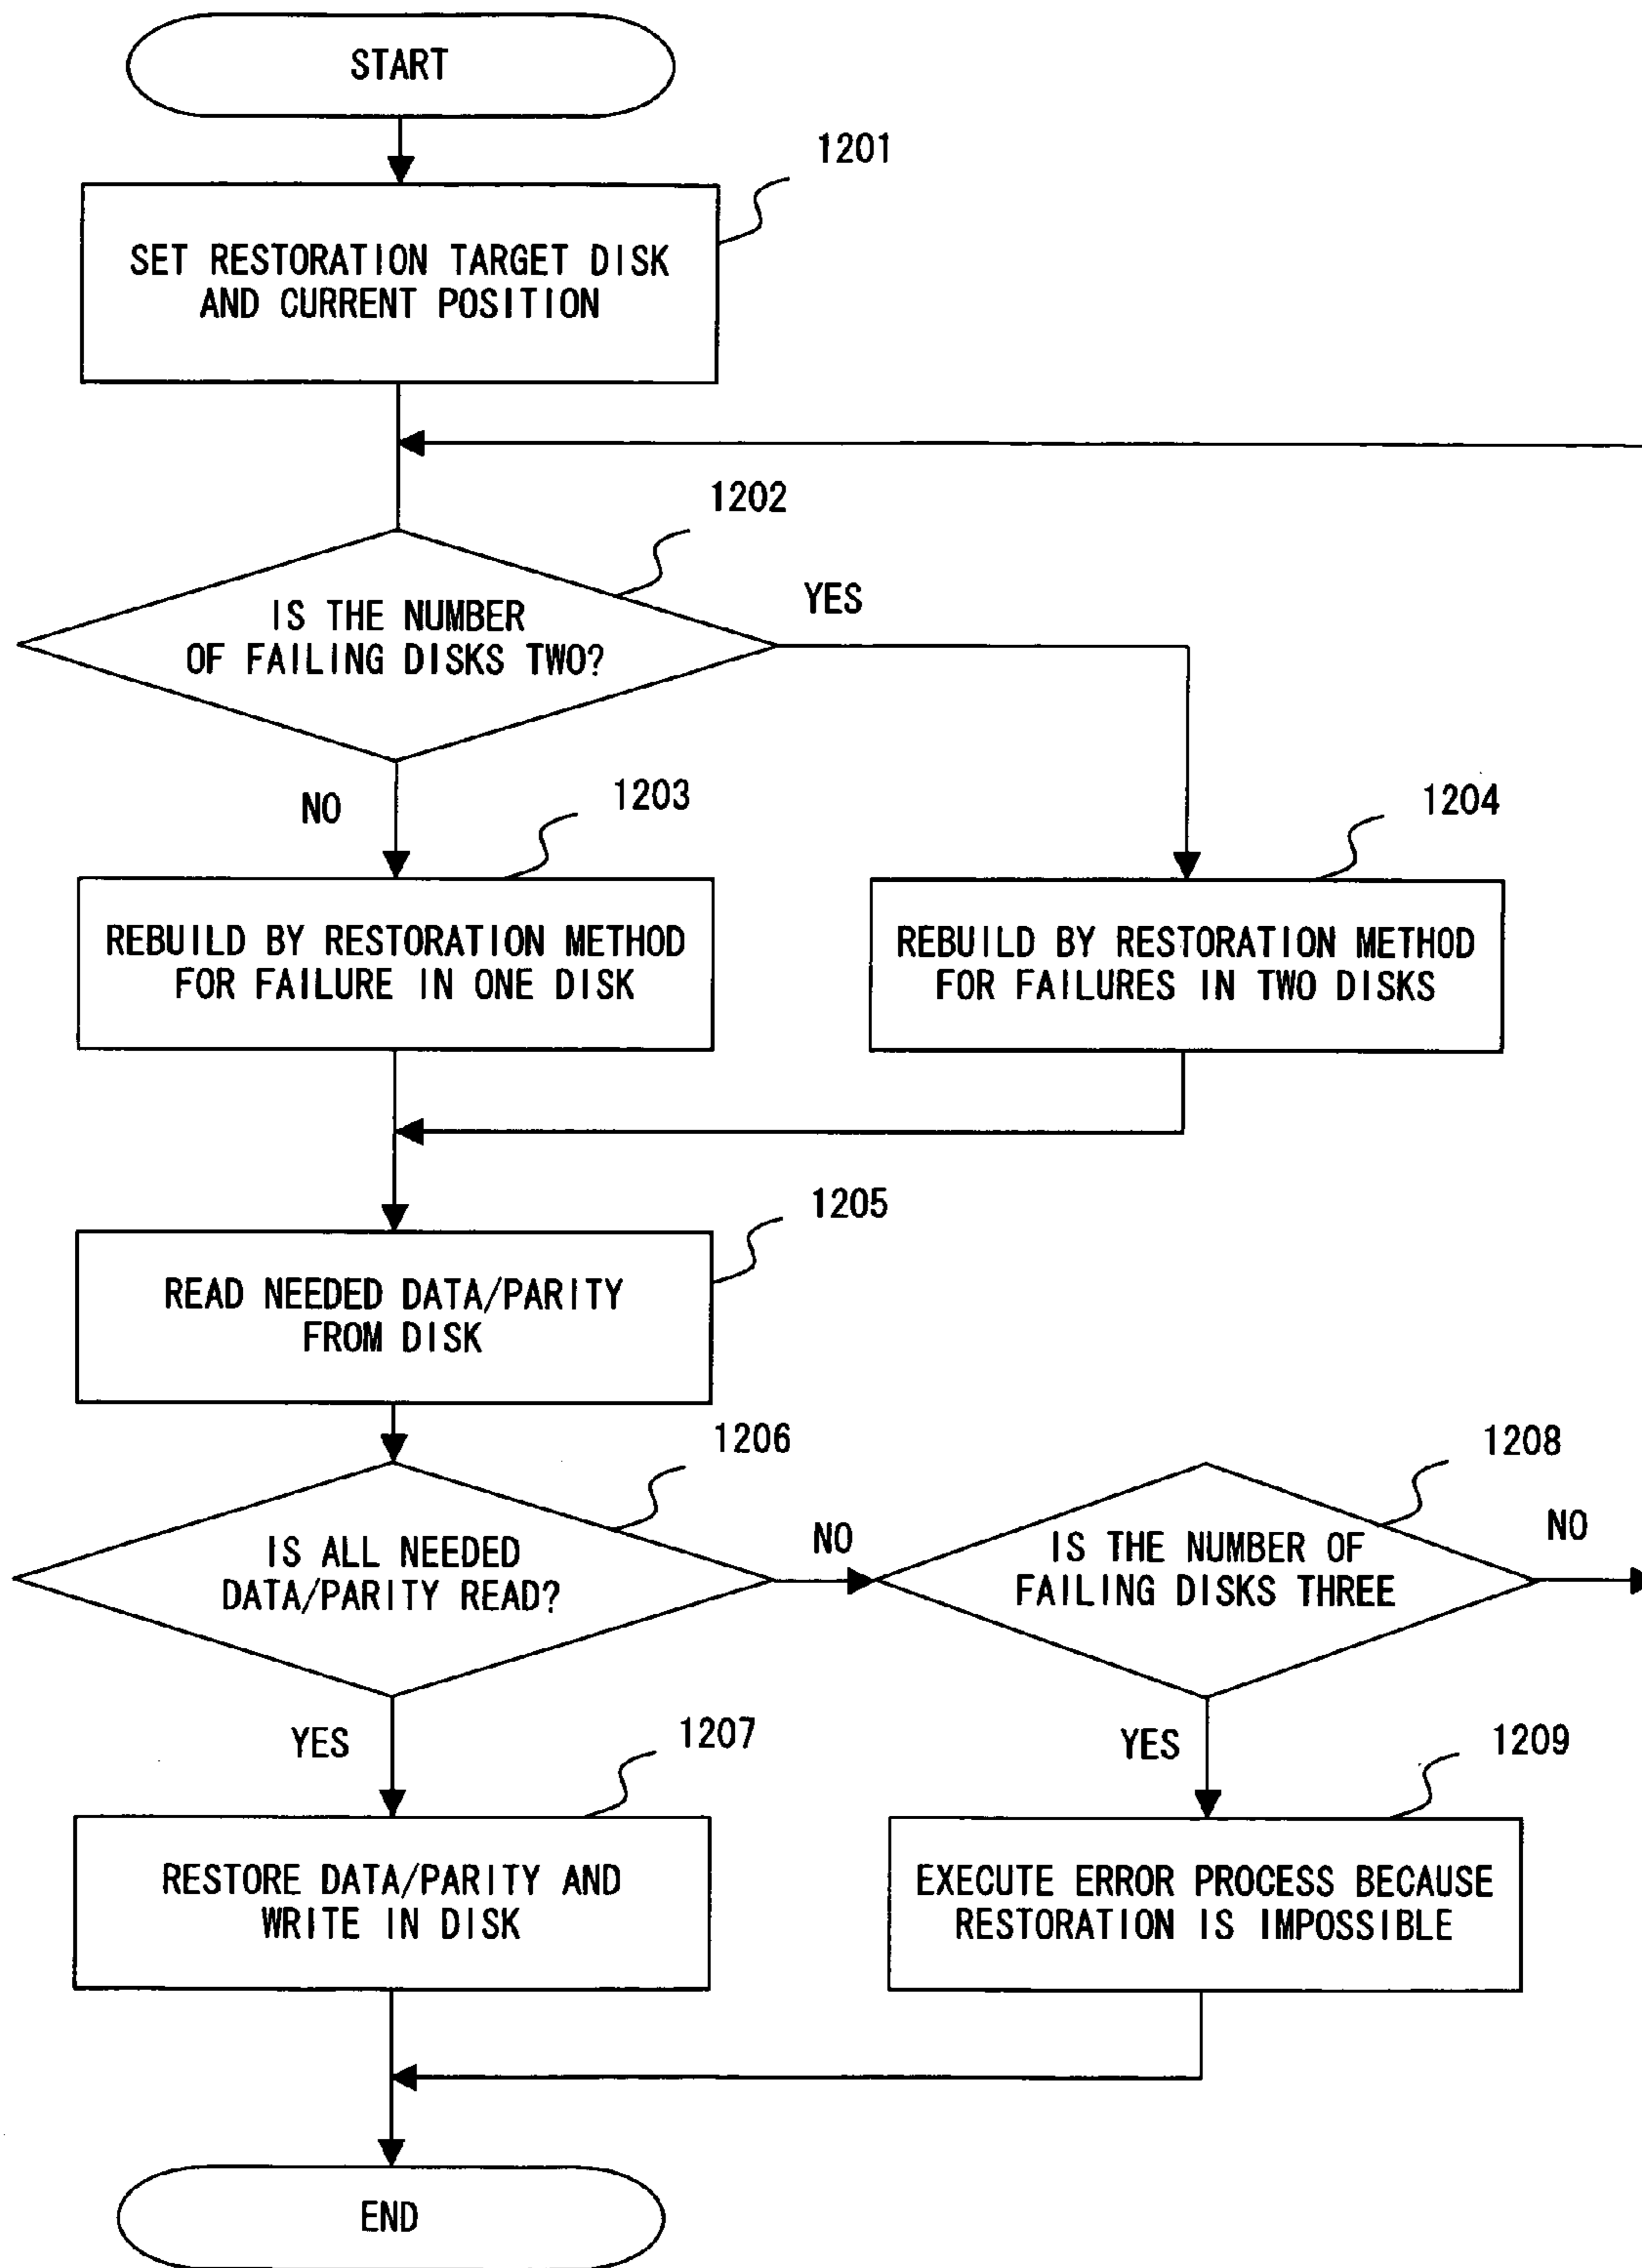 START
1201
SET RESTORATION TARGET DISK
AND CURRENT POSITION
1202
IS THE NUMBER
OF FAILING DISKS TWO?
YES
NO
1203
1204
REBUILD BY RESTORATION METHOD
FOR FAILURE IN ONE DISK
REBUILD BY RESTORATION METHOD
FOR FAILURES IN TWO DISKS
1205
READ NEEDED DATA/PARITY
FROM DISK
1206
1208
IS ALL NEEDED
DATA/PARITY READ?
NO
IS THE NUMBER OF
FAILING DISKS THREE
NO
YES
1207
YES
1209
RESTORE DATA/PARITY AND
WRITE IN DISK
EXECUTE ERROR PROCESS BECAUSE
RESTORATION IS IMPOSSIBLE
END